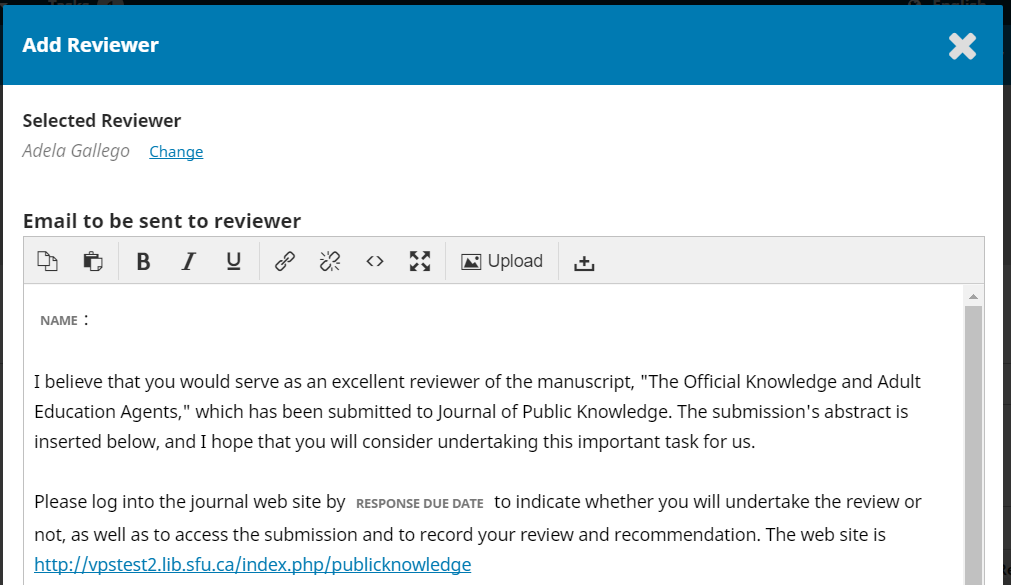 Add Reviewer
Selected Reviewer
Adela Gallego Change
Email to be sent to reviewer
B I U <> Upload
NAME :
I believe that you would serve as an excellent reviewer of the manuscript, "The Official Knowledge and Adult
Education Agents," which has been submitted to Journal of Public Knowledge. The submission's abstract is
inserted below, and I hope that you will consider undertaking this important task for us.
Please log into the journal web site by RESPONSE DUE DATE to indicate whether you will undertake the review or
not, as well as to access the submission and to record your review and recommendation. The web site is
http://vpstest2.lib.sfu.ca/index.php/publicknowledge